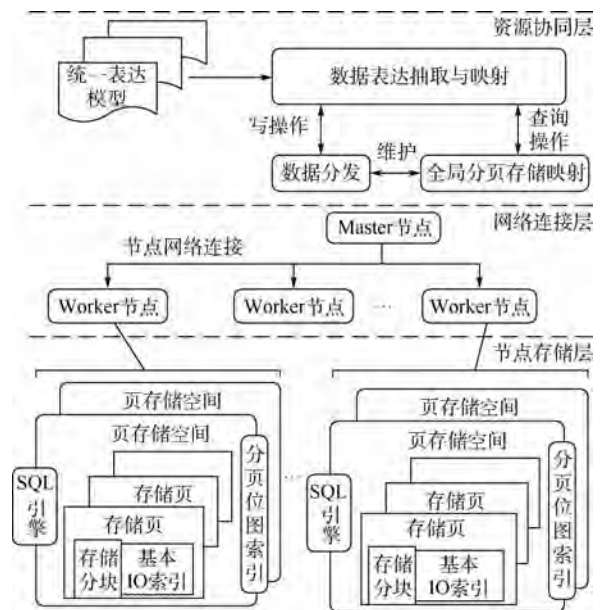 资源协同层
统一表达
模型
数据表达抽取与映射
写操作
查询
操作
维护
数据分发
全局分页存储映射
网络连接层
Master节点
节点网络连接
Worker节点
Worker节点
…
Worker节点
节点存储层
页存储空间
页存储空间
SQL
引擎
存储页
存储页
存储
分块
基本
IO索引
分页位图索引
…
页存储空间
页存储空间
SQL
引擎
存储页
存储页
存储
分块
基本
IO索引
分页位图索引